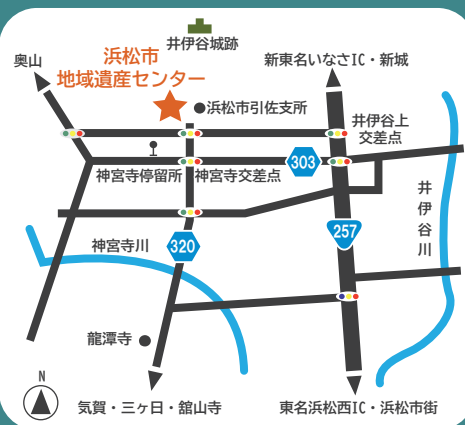 井伊谷城跡
奥山
浜松市
地域遺産センター
新東名いなさIC・新城
浜松市引佐支所
井伊谷上
交差点
303
神宮寺停留所
神宮寺交差点
井伊谷川
257
神宮寺川
320
龍潭寺
N
気賀・三ヶ日・舘山寺
東名浜松西IC・浜松市街